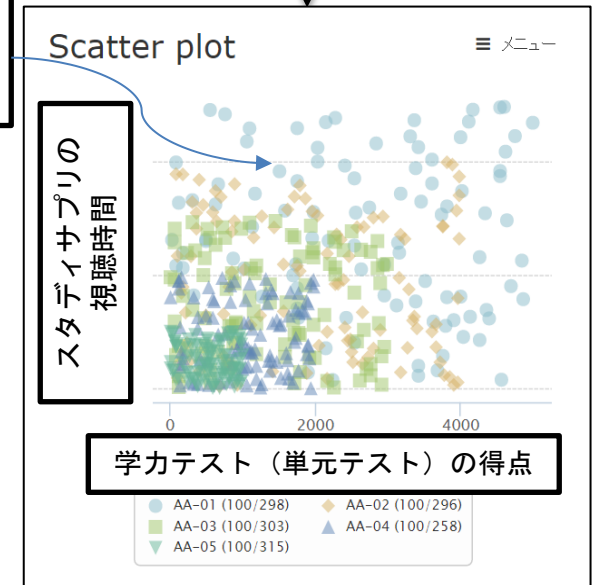 Scatter plot
≡ メニュー
スタディサプリの
視聴時間
0 2000 4000
学力テスト（単元テスト）の得点
AA-01 (100/298) AA-02 (100/296)
AA-03 (100/303) AA-04 (100/258)
AA-05 (100/315)